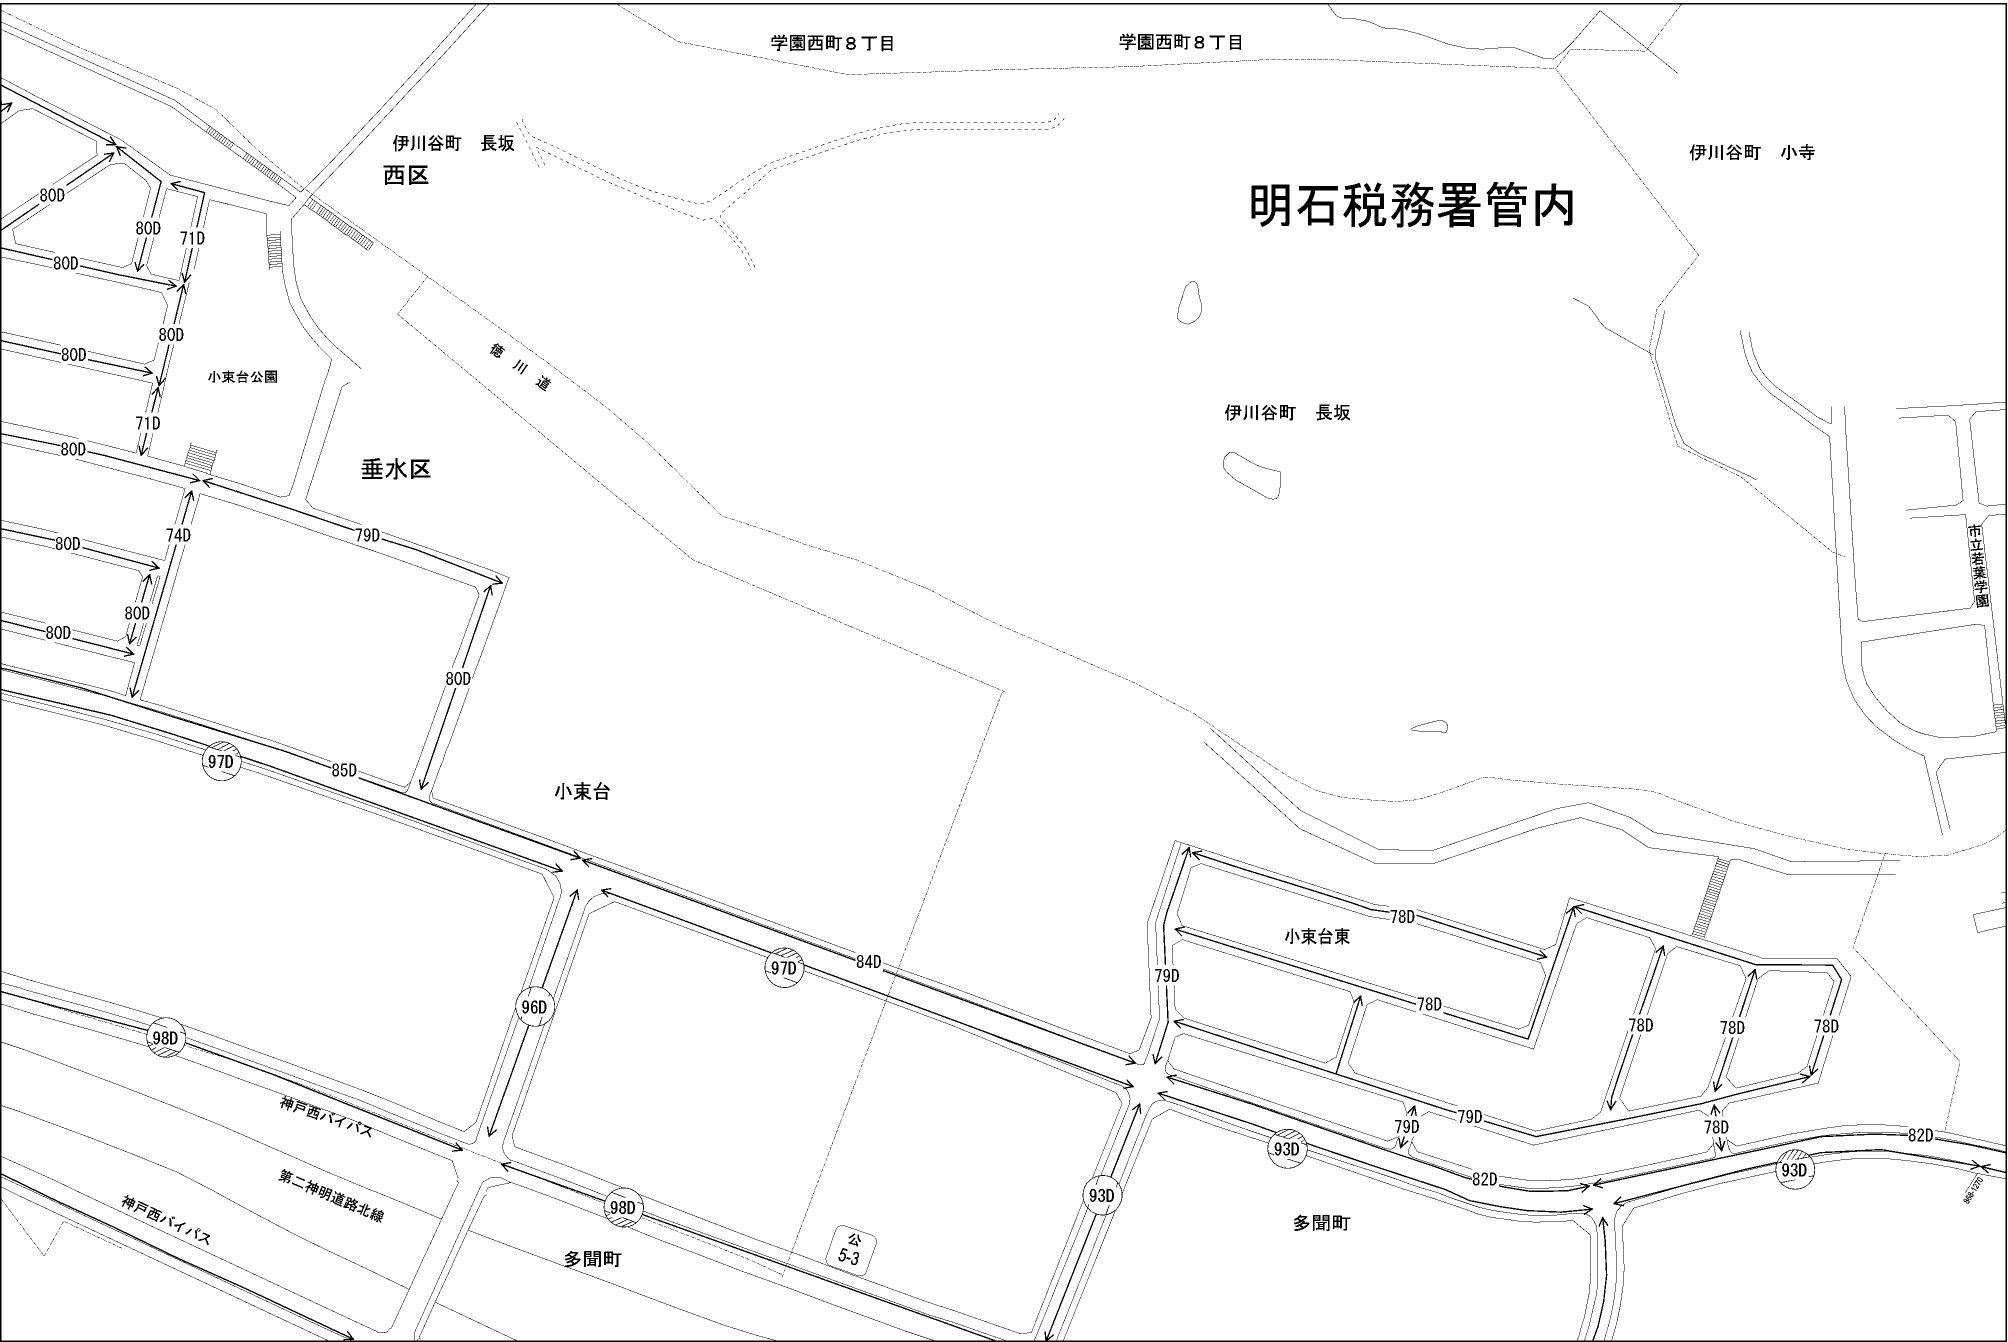 学園西町８丁目
学園西町８丁目
伊川谷町　長坂
西区
伊川谷町　小寺
明石税務署管内
80D
80D
71D
80D
80D
80D
小束台公園
徳川道
71D
80D
伊川谷町　長坂
垂水区
74D
79D
80D
市立若葉学園
80D
80D
80D
97D
85D
小束台
78D
小束台東
84D
97D
79D
96D
78D
98D
78D
78D
78D
神戸西バイパス
79D
79D
78D
82D
93D
93D
82D
868-1270
第二神明道路北線
93D
98D
神戸西バイパス
多聞町
公
5-3
多聞町